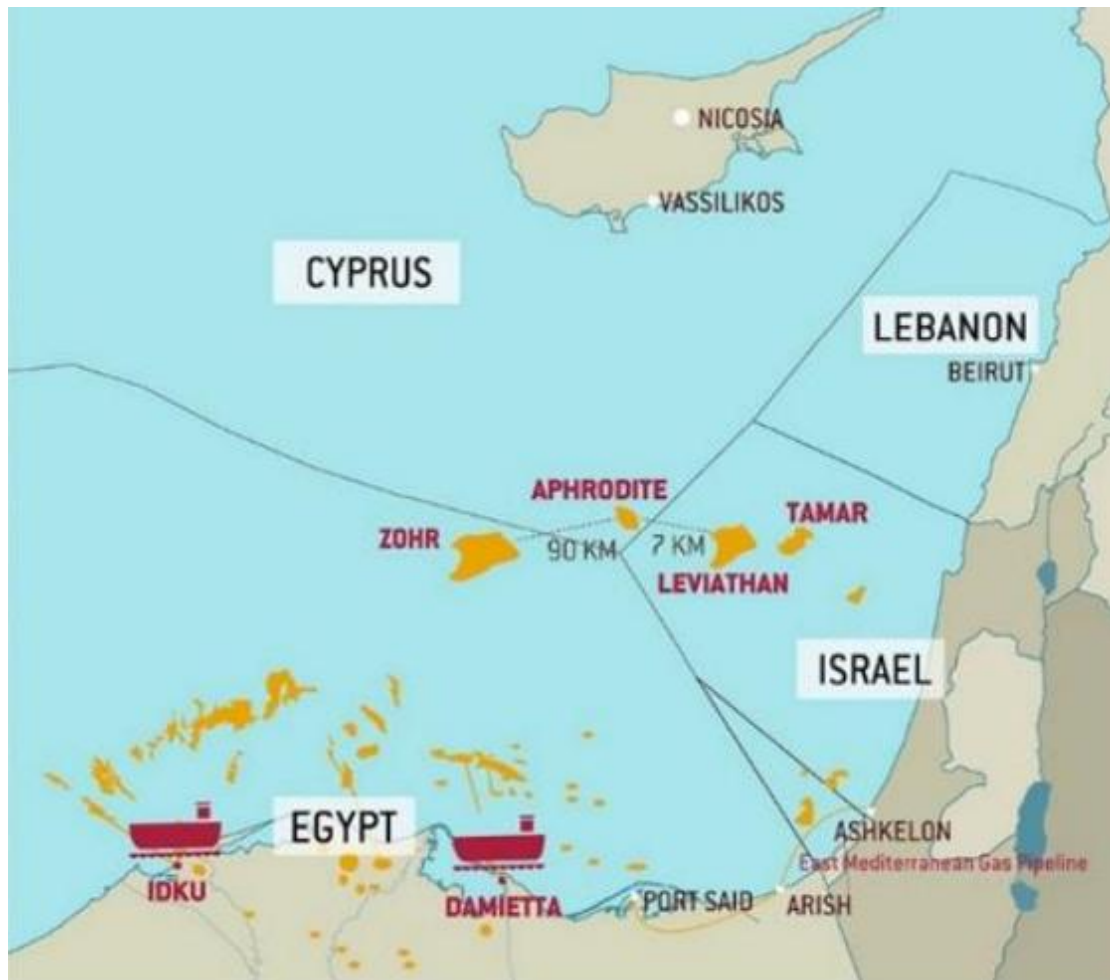 NICOSIA
VASSILIKOS
CYPRUS
LEBANON
BEIRUT
APHRODITE
TAMAR
ZOHR
90 KM
7 KM
LEVIATHAN
ISRAEL
EGYPT
ASHKELON
East Mediterranean Gas Pipeline
IDKU
DAMIETTA
PORT SAID
ARISH